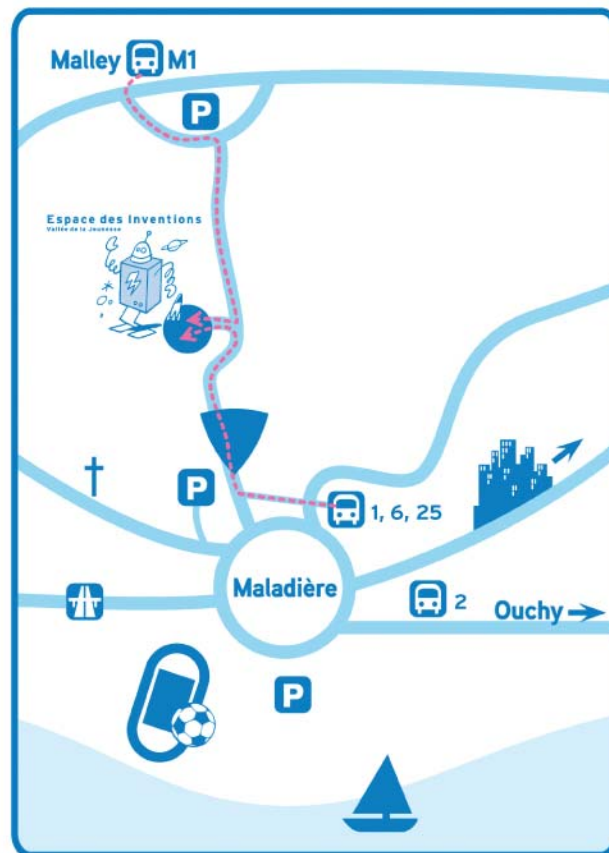 Malley M1
P
Espace des Inventions
Vallée de la Jeunesse
P
1, 6, 25
Maladière
2
Ouchy
P